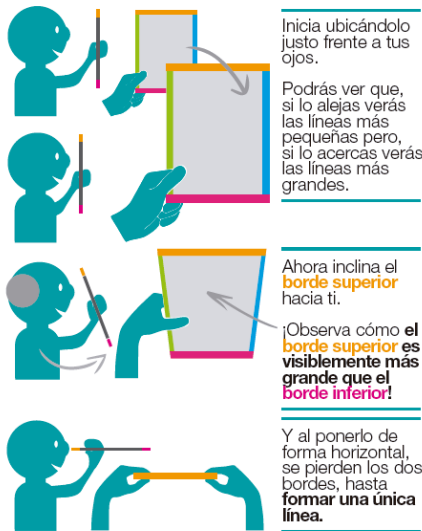 Inicia ubicándolo
justo frente a tus
ojos.
Podrás ver que,
si lo alejas verás
las líneas más
pequeñas pero,
si lo acercas verás
las líneas más
grandes.
Ahora inclina el
borde superior
hacia ti.
¡Observa cómo el
borde superior es
visiblemente más
grande que el
borde inferior!
Y al ponerlo de
forma horizontal,
se pierden los dos
bordes, hasta
formar una única
línea.